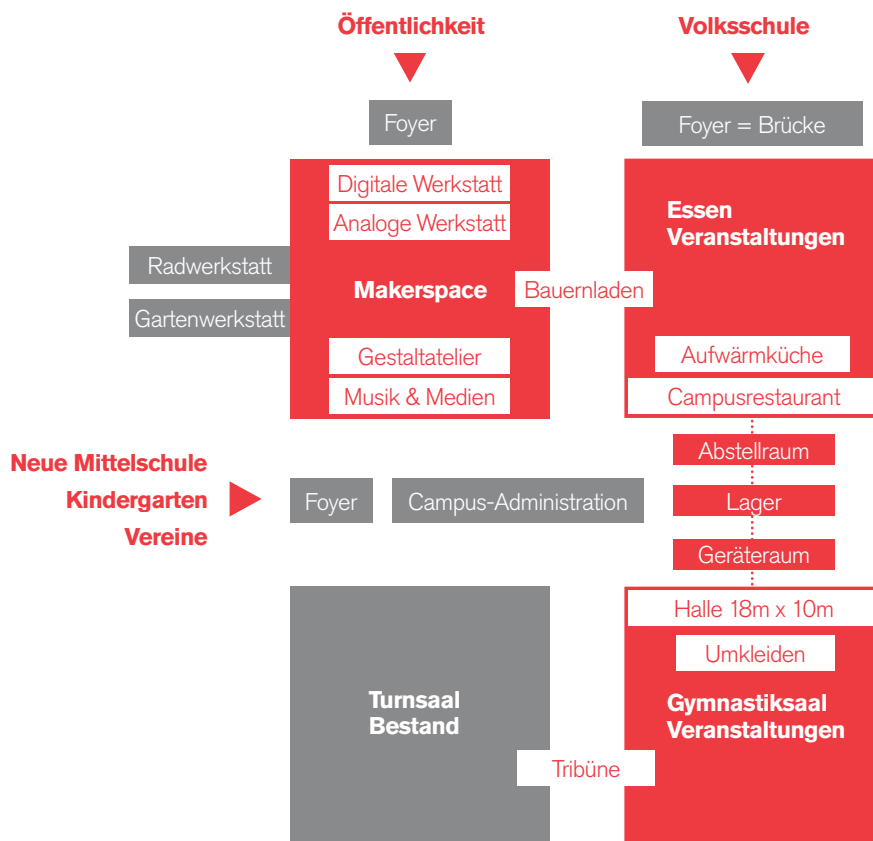 Öffentlichkeit
Volksschule
Foyer
Foyer = Brücke
Digitale Werkstatt
Analoge Werkstatt
Essen
Veranstaltungen
Radwerkstatt
Makerspace
Bauernladen
Gartenwerkstatt
Gestaltatelier
Aufwärmküche
Musik & Medien
Campusrestaurant
Abstellraum
Neue Mittelschule
Kindergarten
Vereine
Foyer
Campus-Administration
Lager
Geräteraum
Halle 18m x 10m
Umkleiden
Turnsaal
Bestand
Gymnastiksaal
Veranstaltungen
Tribüne